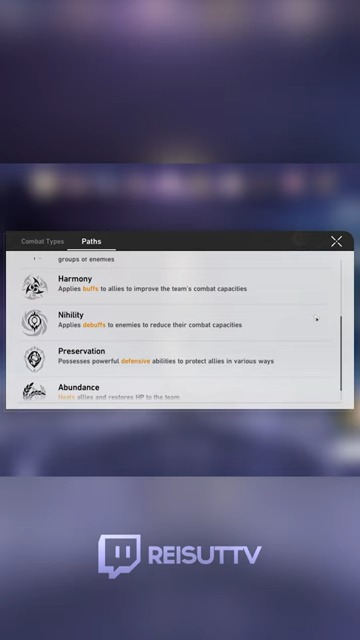 Combat Types Paths
groups of enemies
Harmony
Applies buffs to allies to improve the team's combat capacities
Nihility
Applies debuffs to enemies to reduce their combat capacities
Preservation
Possesses powerful defensive abilities to protect allies in various ways
Abundance
Heals allies and restores HP to the team
REISUTTV